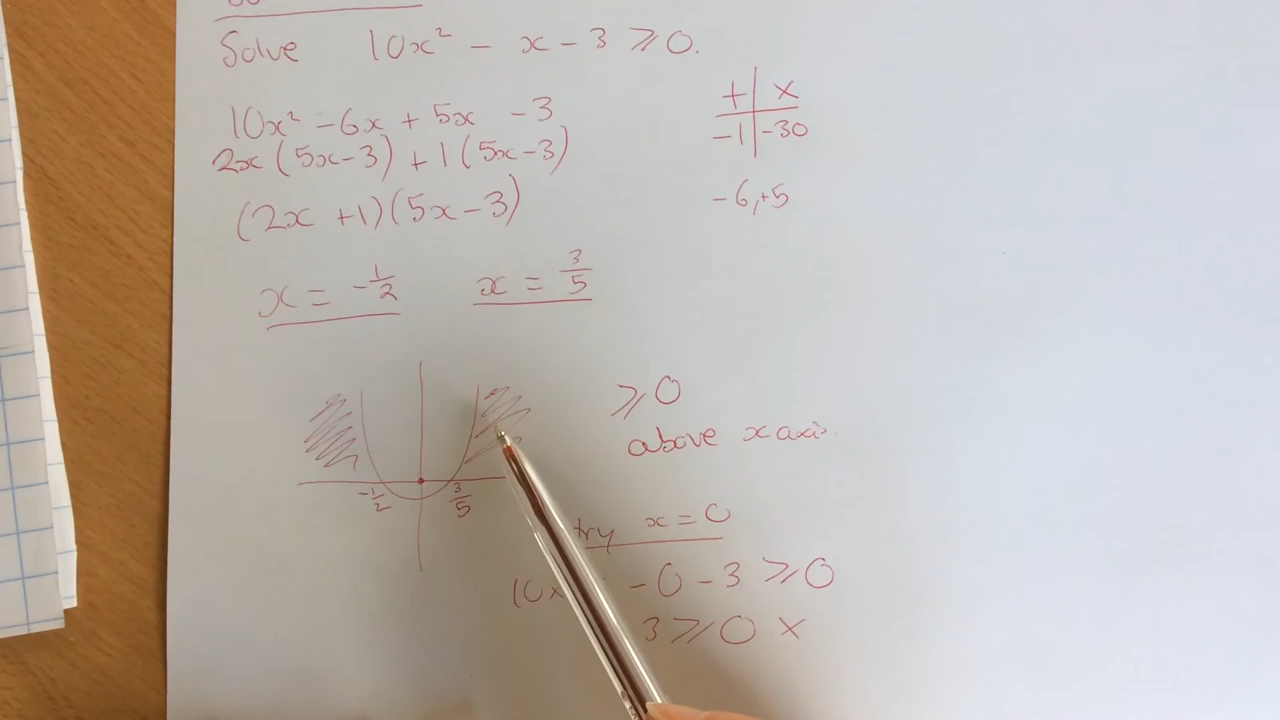 Solve 10x² - x - 3 ⩾ 0.
+ | x
-1 | -30
-6, +5
10x² - 6x + 5x - 3
2x (5x - 3) + 1 (5x - 3)
(2x + 1)(5x - 3)
x = -1/2 x = 3/5
-1/2 3/5
⩾ 0
above x axis.
try x = 0
10x - 0 - 3 ⩾ 0
3 ⩾ 0 ×